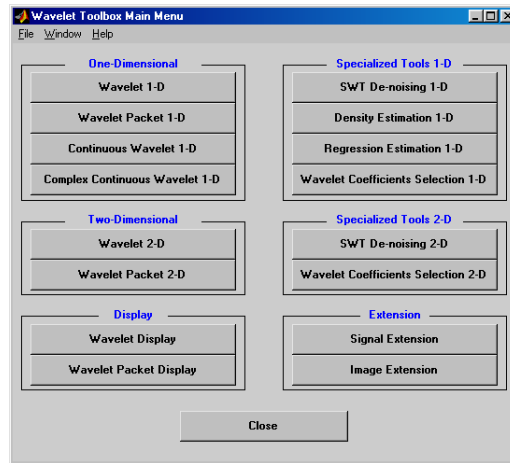 Wavelet Toolbox Main Menu
File Window Help
One-Dimensional
Wavelet 1-D
Wavelet Packet 1-D
Continuous Wavelet 1-D
Complex Continuous Wavelet 1-D
Specialized Tools 1-D
SWT De-noising 1-D
Density Estimation 1-D
Regression Estimation 1-D
Wavelet Coefficients Selection 1-D
Two-Dimensional
Wavelet 2-D
Wavelet Packet 2-D
Specialized Tools 2-D
SWT De-noising 2-D
Wavelet Coefficients Selection 2-D
Display
Wavelet Display
Wavelet Packet Display
Extension
Signal Extension
Image Extension
Close